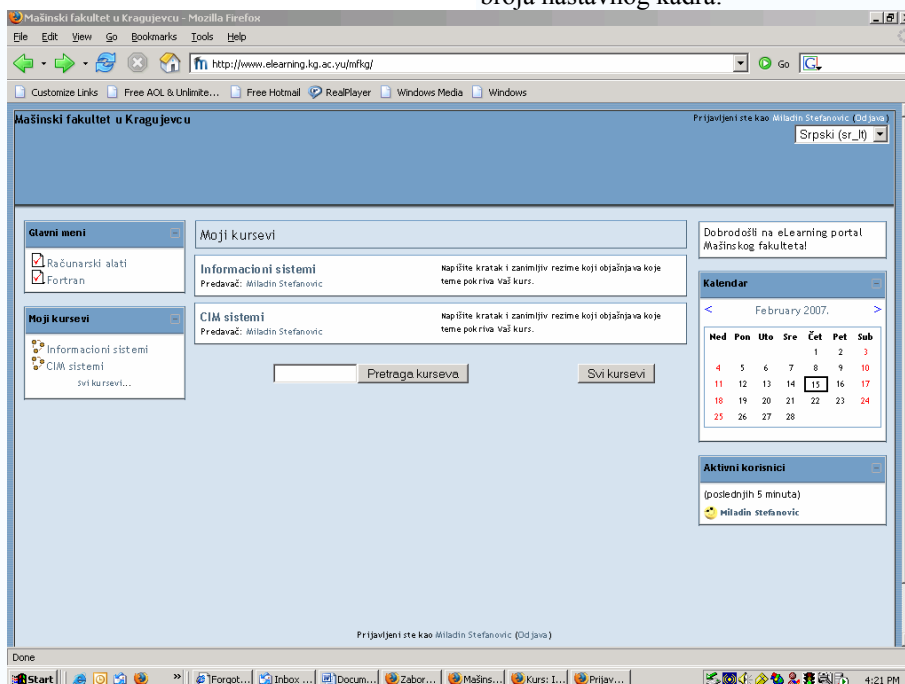 broja nastavnog kadra.
Mašinski fakultet u Kragujevcu - Mozilla Firefox
File Edit View Go Bookmarks Tools Help
http://www.elearning.kg.ac.yu/mfkg/
Go
Customize Links Free AOL & Unlimite... Free Hotmail RealPlayer Windows Media Windows
Mašinski fakultet u Kragujevcu
Prijavljeni ste kao Miladin Stefanovic (Odjava)
Srpski (sr_lt)
Glavni meni
Računarski alati
Fortran
Moji kursevi
Informacioni sistemi
CIM sistemi
Svi kursevi...
Moji kursevi
Informacioni sistemi
Predavač: Miladin Stefanovic
Napišite kratak i zanimljiv rezime koji objašnjava koje
teme pokriva Vaš kurs.
CIM sistemi
Predavač: Miladin Stefanovic
Napišite kratak i zanimljiv rezime koji objašnjava koje
teme pokriva Vaš kurs.
Pretraga kurseva
Svi kursevi
Dobrodošli na eLearning portal
Mašinskog fakulteta!
Kalendar
< February 2007. >
Ned Pon Uto Sre Čet Pet Sub
1 2 3
4 5 6 7 8 9 10
11 12 13 14 15 16 17
18 19 20 21 22 23 24
25 26 27 28
Aktivni korisnici
(poslednjih 5 minuta)
Miladin Stefanovic
Prijavljeni ste kao Miladin Stefanovic (Odjava)
Done
Start » Forgot... Inbox ... Docum... Zabor... Mašins... Kurs: I... Prijav... 4:21 PM